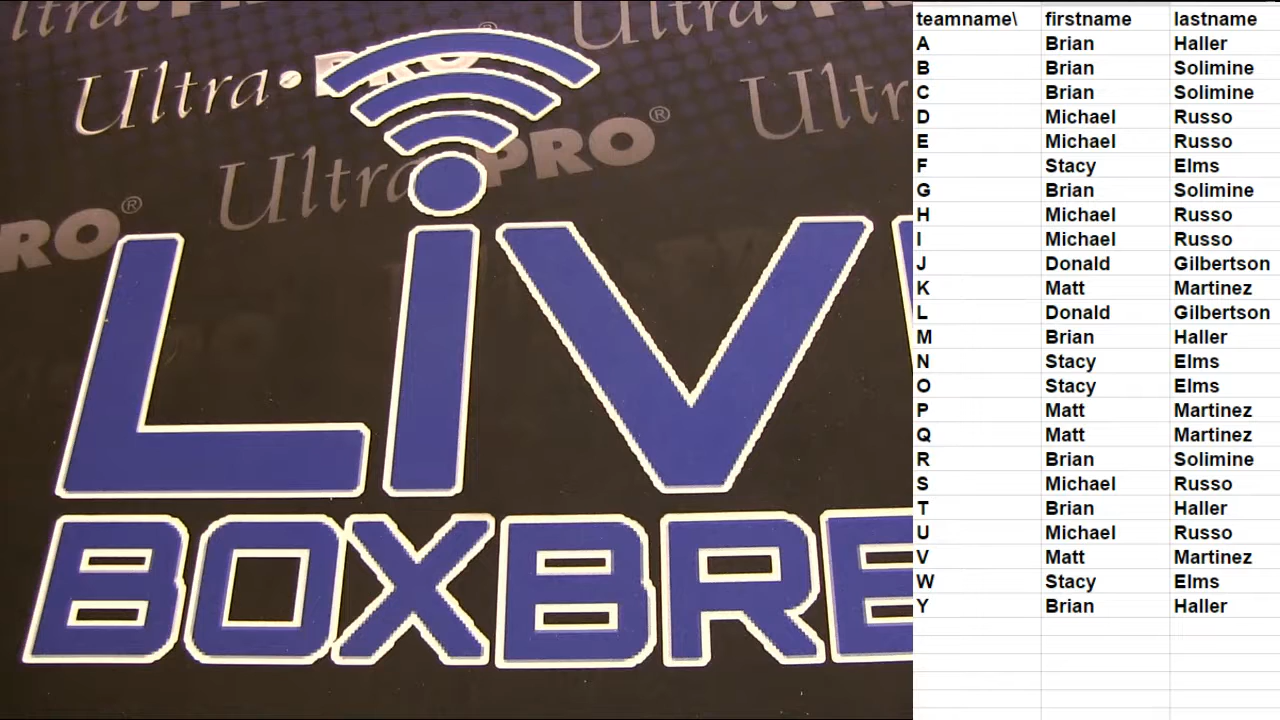 Ultra PRO
Ultra•PRO®
Ultra PRO®
Ultra
RO®
LiV
BOXBRE
teamname\ firstname lastname
A Brian Haller
B Brian Solimine
C Brian Solimine
D Michael Russo
E Michael Russo
F Stacy Elms
G Brian Solimine
H Michael Russo
I Michael Russo
J Donald Gilbertson
K Matt Martinez
L Donald Gilbertson
M Brian Haller
N Stacy Elms
O Stacy Elms
P Matt Martinez
Q Matt Martinez
R Brian Solimine
S Michael Russo
T Brian Haller
U Michael Russo
V Matt Martinez
W Stacy Elms
Y Brian Haller